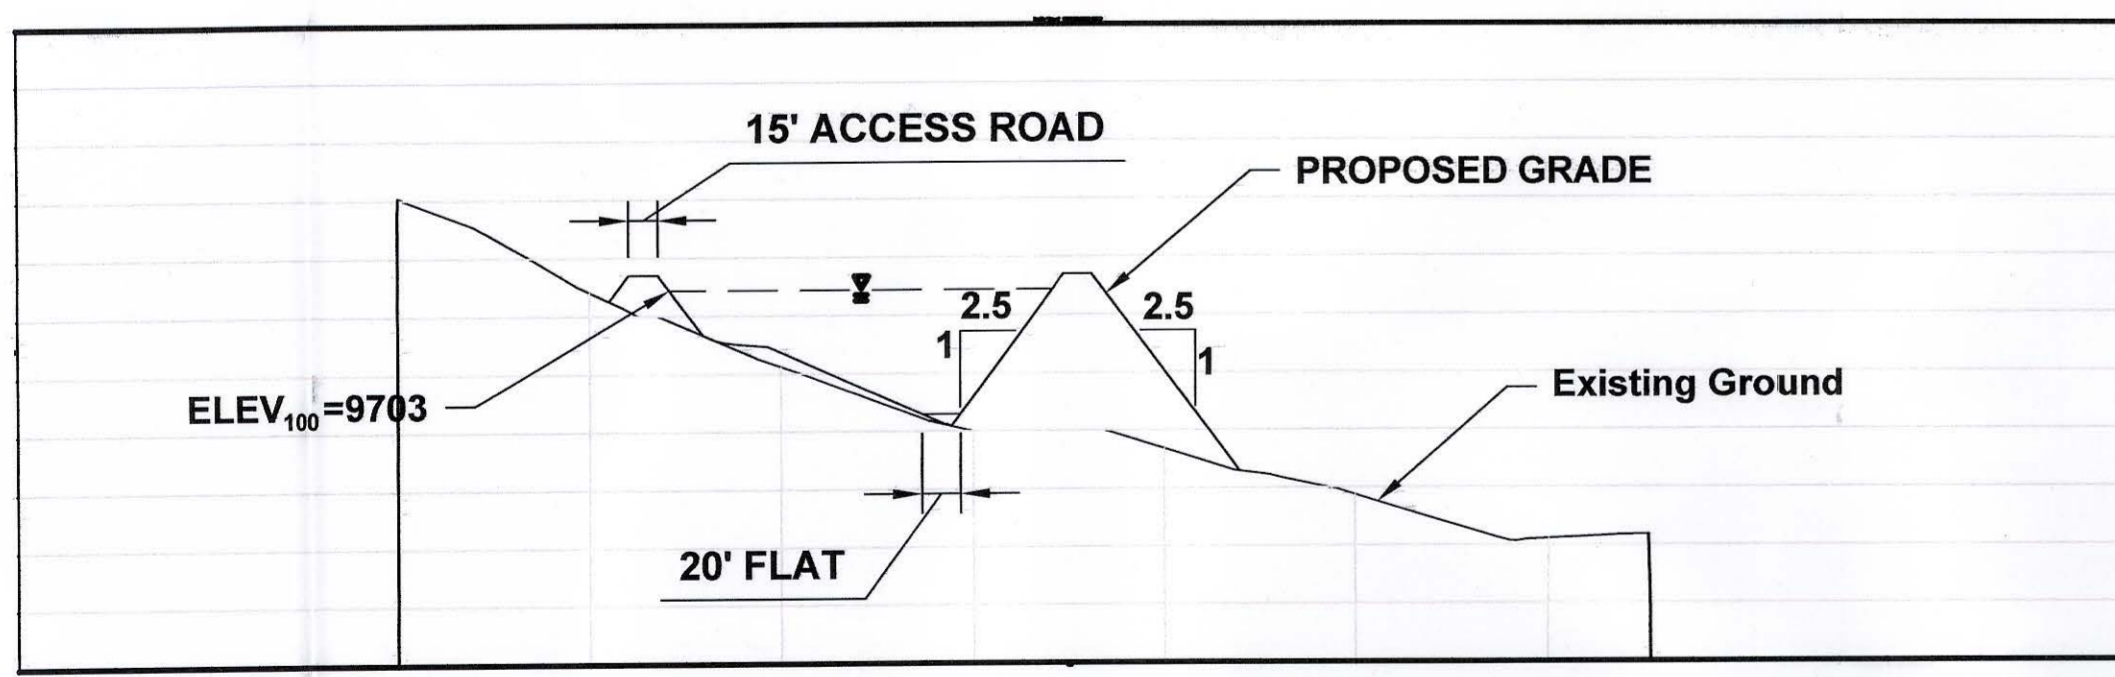 15' ACCESS ROAD
PROPOSED GRADE
2.5
2.5
1
1
Existing Ground
ELEV₁₀₀=9703
20' FLAT